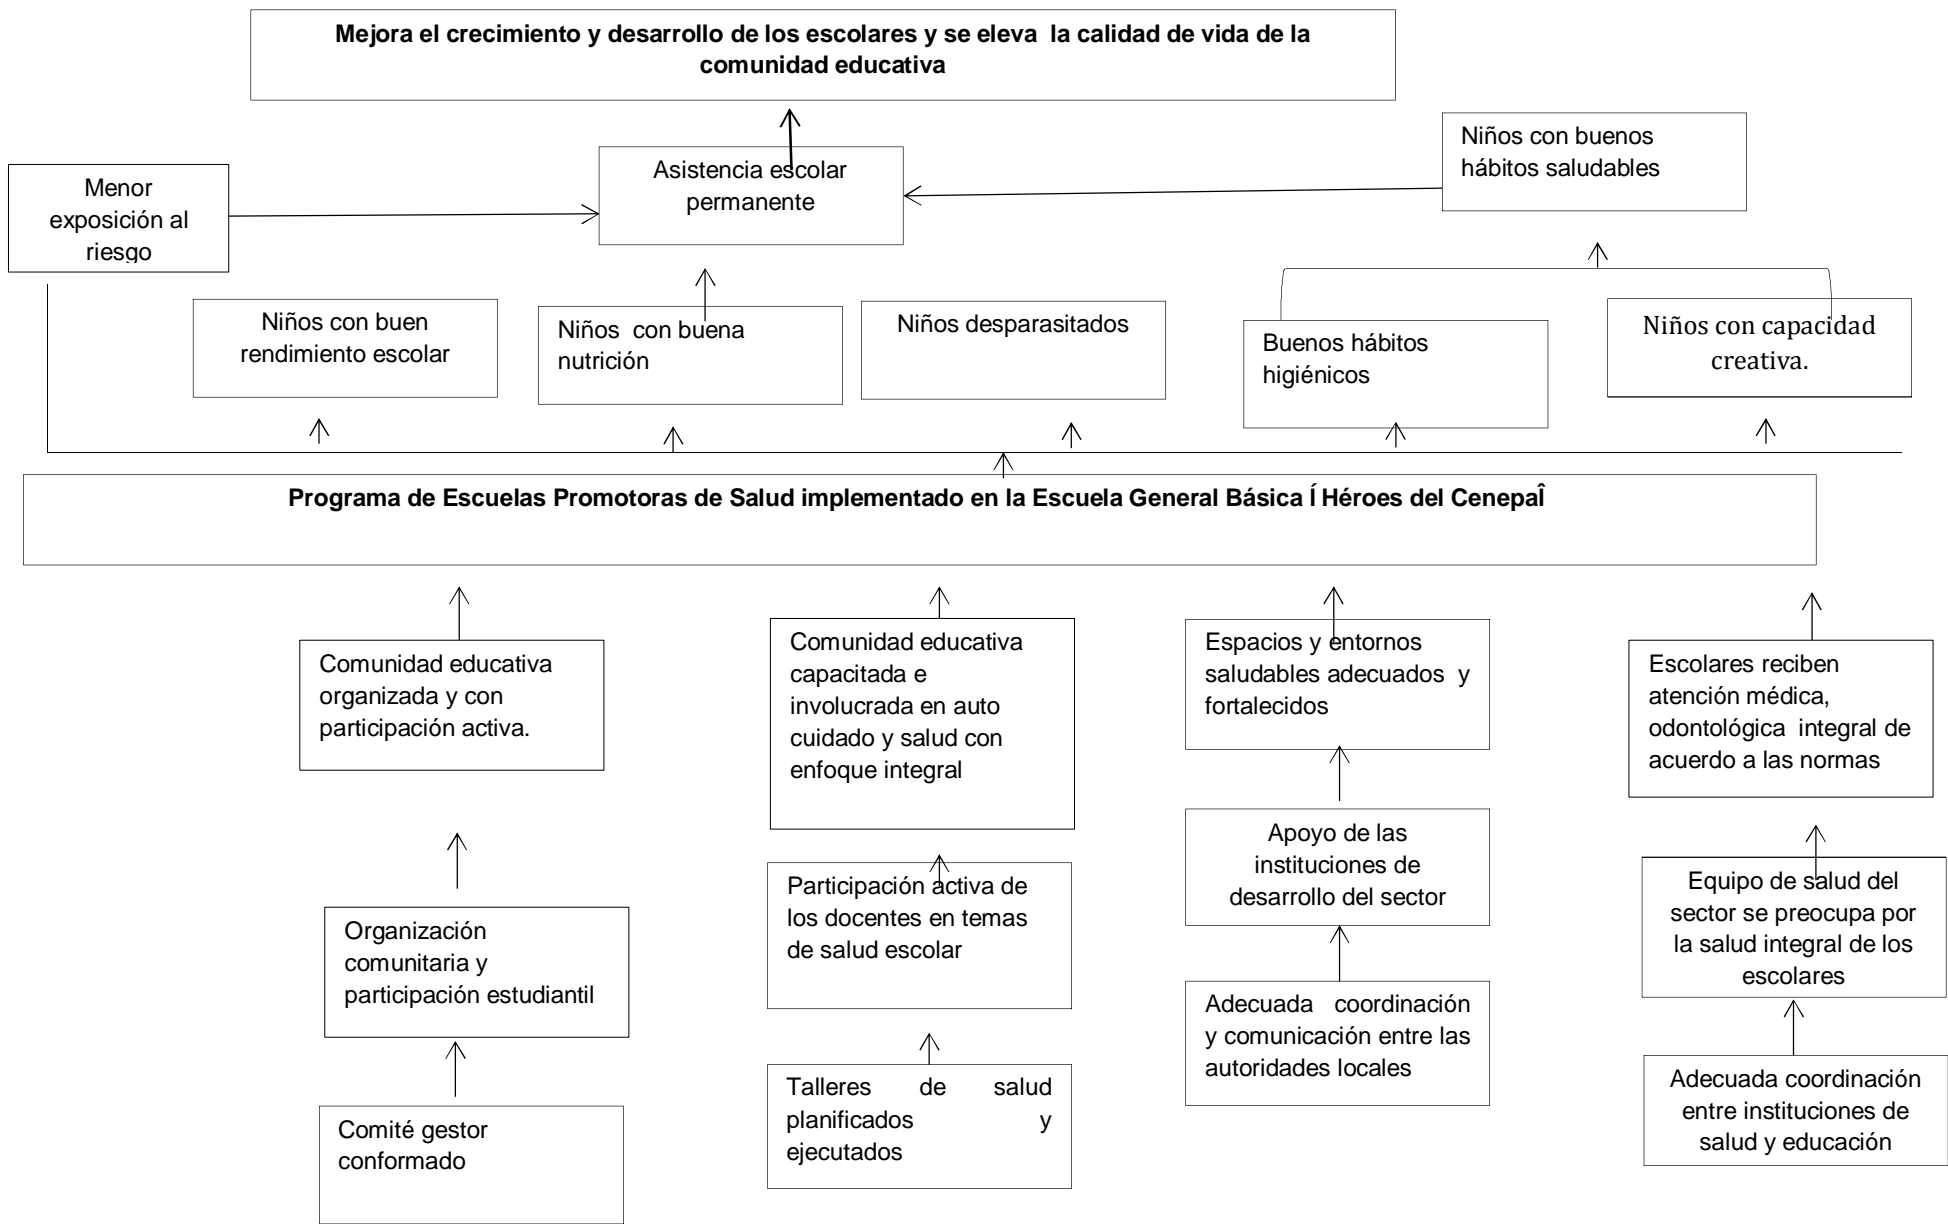 Mejora el crecimiento y desarrollo de los escolares y se eleva  la calidad de vida de la
comunidad educativa
Niños con buenos
hábitos saludables
Asistencia escolar
permanente
Menor
exposición al
riesgo
Niños con buen
rendimiento escolar
Niños  con buena
nutrición
Niños desparasitados
Buenos hábitos
higiénicos
Niños con capacidad
creativa.
Programa de Escuelas Promotoras de Salud implementado en la Escuela General Básica Í Héroes del CenepaÎ
Comunidad educativa
organizada y con
participación activa.
Comunidad educativa
capacitada e
involucrada en auto
cuidado y salud con
enfoque integral
Espacios y entornos
saludables adecuados  y
fortalecidos
Escolares reciben
atención médica,
odontológica  integral de
acuerdo a las normas
Organización
comunitaria y
participación estudiantil
Participación activa de
los docentes en temas
de salud escolar
Apoyo de las
instituciones de
desarrollo del sector
Equipo de salud del
sector se preocupa por
la salud integral de los
escolares
Comité gestor
conformado
Talleres de salud
planificados y
ejecutados
Adecuada coordinación
y comunicación entre las
autoridades locales
Adecuada coordinación
entre instituciones de
salud y educación